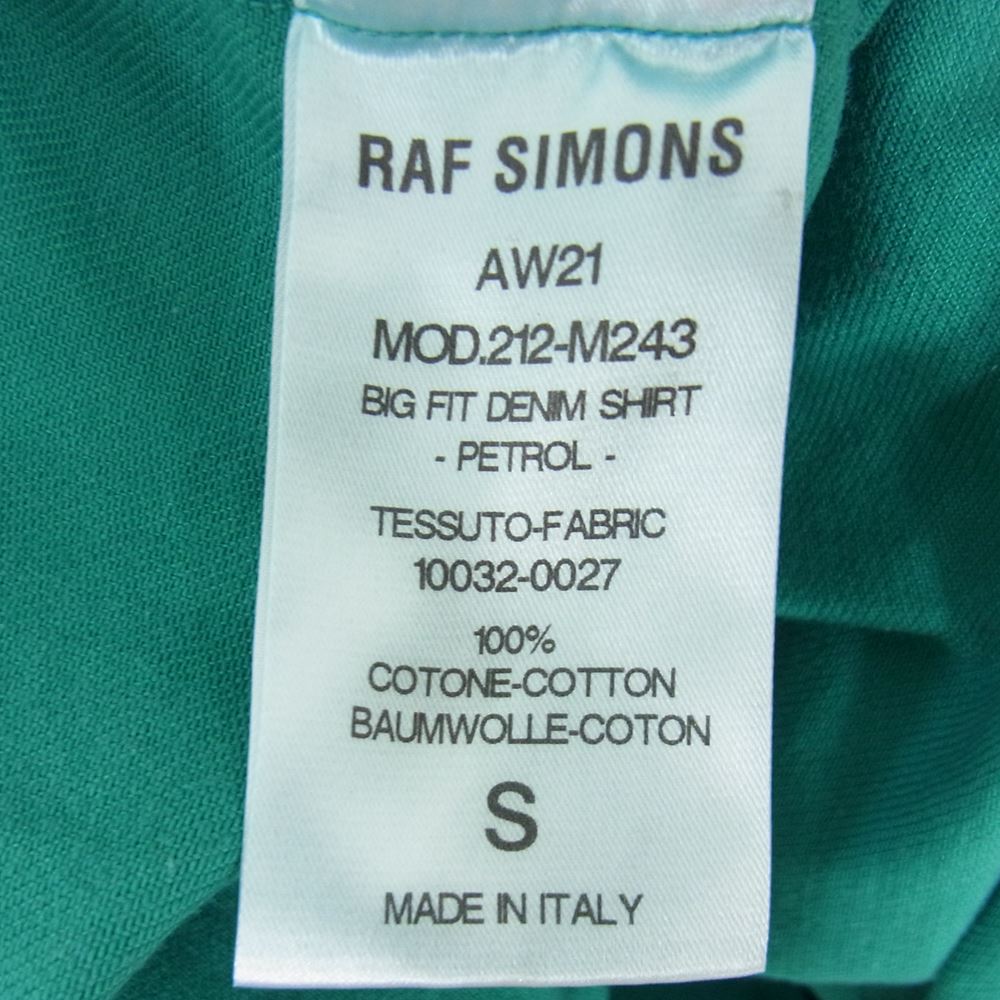 RAF SIMONS
AW21
MOD.212-M243
BIG FIT DENIM SHIRT
- PETROL -
TESSUTO-FABRIC
10032-0027
100%
COTONE-COTTON
BAUMWOLLE-COTON
S
MADE IN ITALY